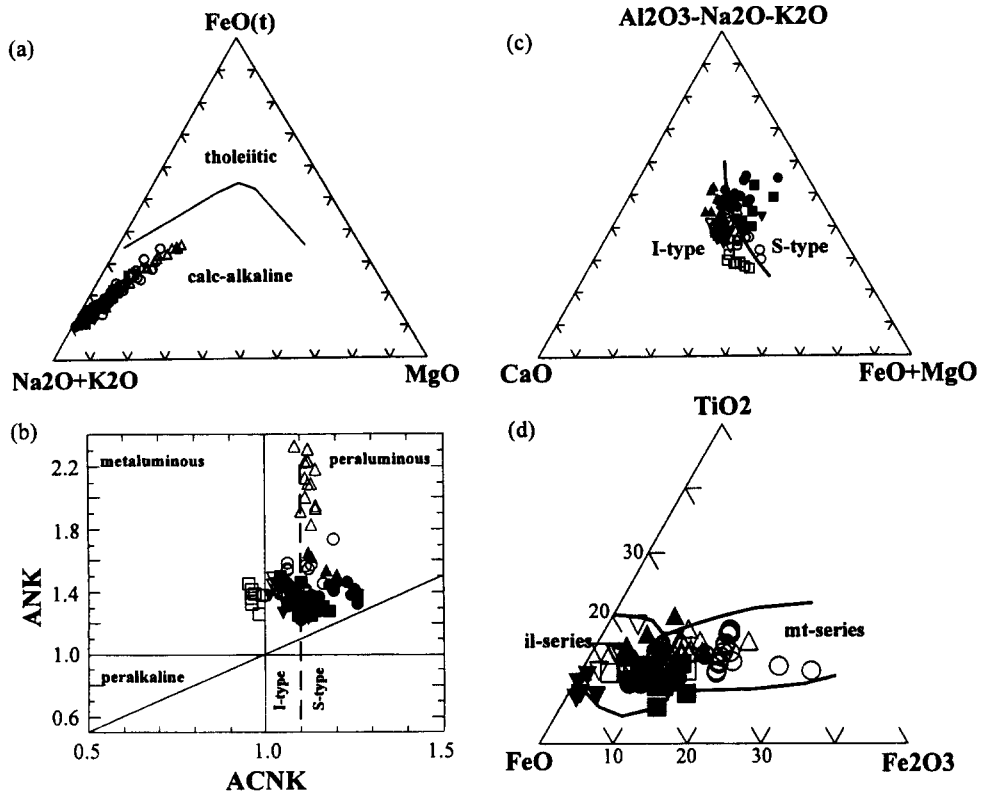 (a)
FeO(t)
tholeiitic
calc-alkaline
Na2O+K2O
MgO
(c)
Al2O3-Na2O-K2O
I-type
S-type
CaO
FeO+MgO
(b)
metaluminous
peraluminous
2.2
1.8
1.4
1.0
0.6
ANK
peralkaline
I-type
S-type
0.5
1.0
1.5
ACNK
(d)
TiO2
30
20
il-series
mt-series
FeO
10
20
30
Fe2O3